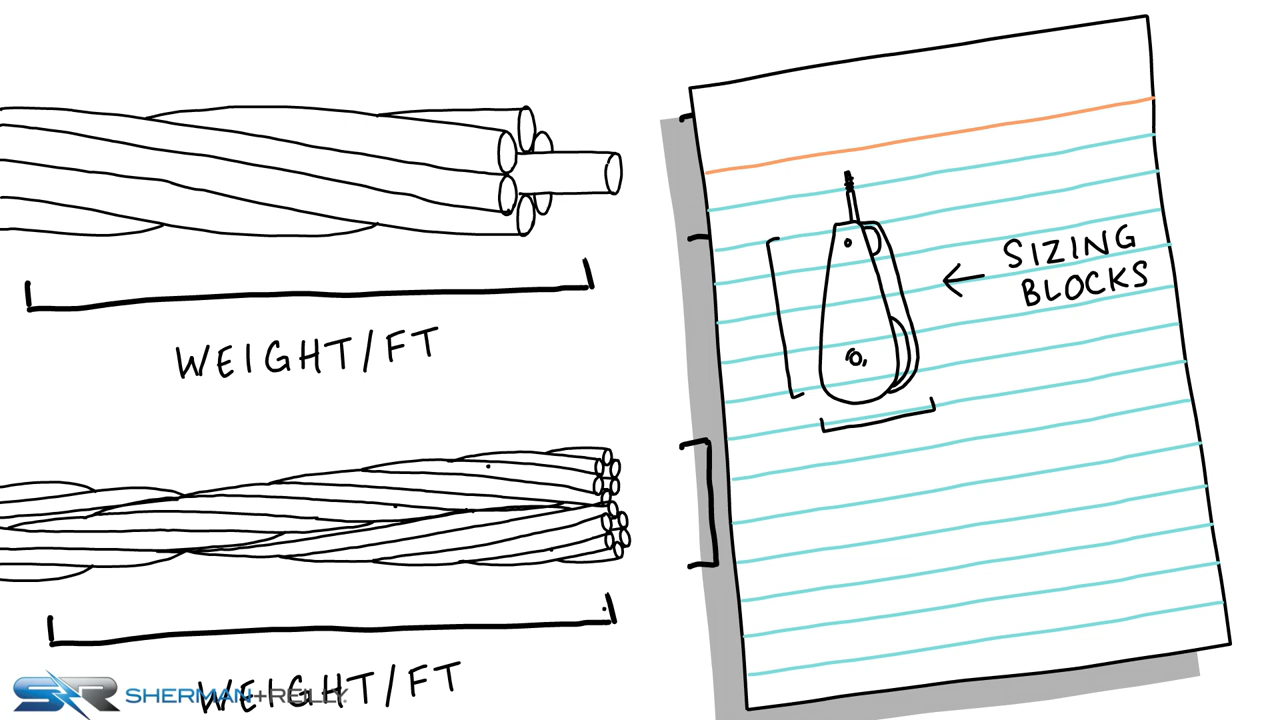 WEIGHT/FT
SIZING
BLOCKS
WEIGHT/FT
SHERMAN+REILLY